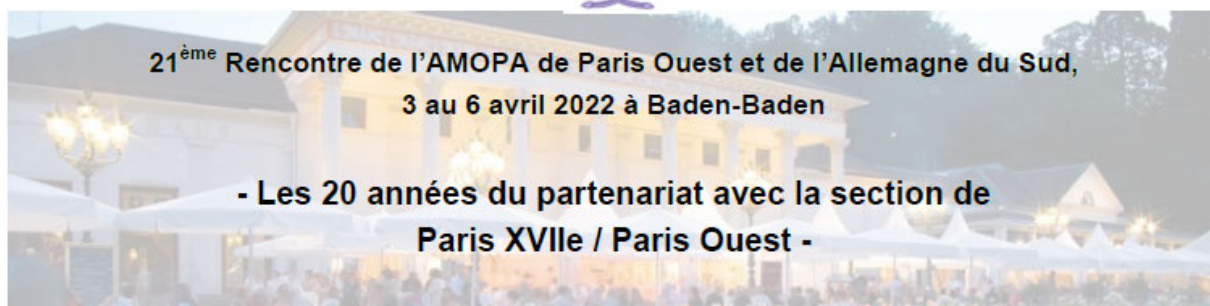 21ème Rencontre de l'AMOPA de Paris Ouest et de l'Allemagne du Sud,
3 au 6 avril 2022 à Baden-Baden
- Les 20 années du partenariat avec la section de
Paris XVIIe / Paris Ouest -